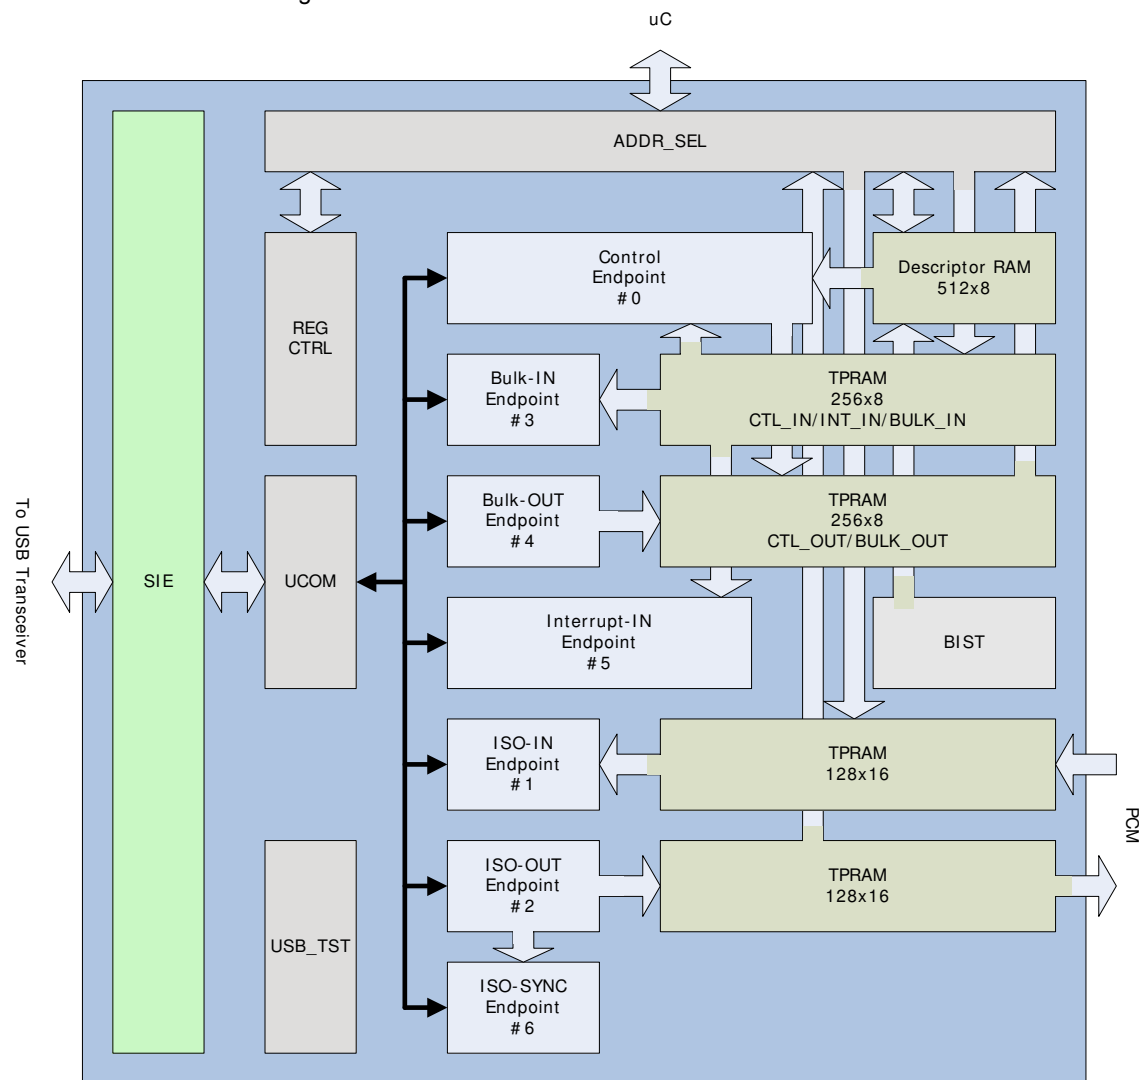 uC
ADDR_SEL
Control
Endpoint
#0
Descriptor RAM
512x8
REG
CTRL
Bulk-IN
Endpoint
#3
TPRAM
256x8
CTL_IN/INT_IN/BULK_IN
Bulk-OUT
Endpoint
#4
TPRAM
256x8
CTL_OUT/BULK_OUT
To USB Transceiver
SIE
UCOM
Interrupt-IN
Endpoint
#5
BIST
ISO-IN
Endpoint
#1
TPRAM
128x16
PCM
ISO-OUT
Endpoint
#2
TPRAM
128x16
USB_TST
ISO-SYNC
Endpoint
#6